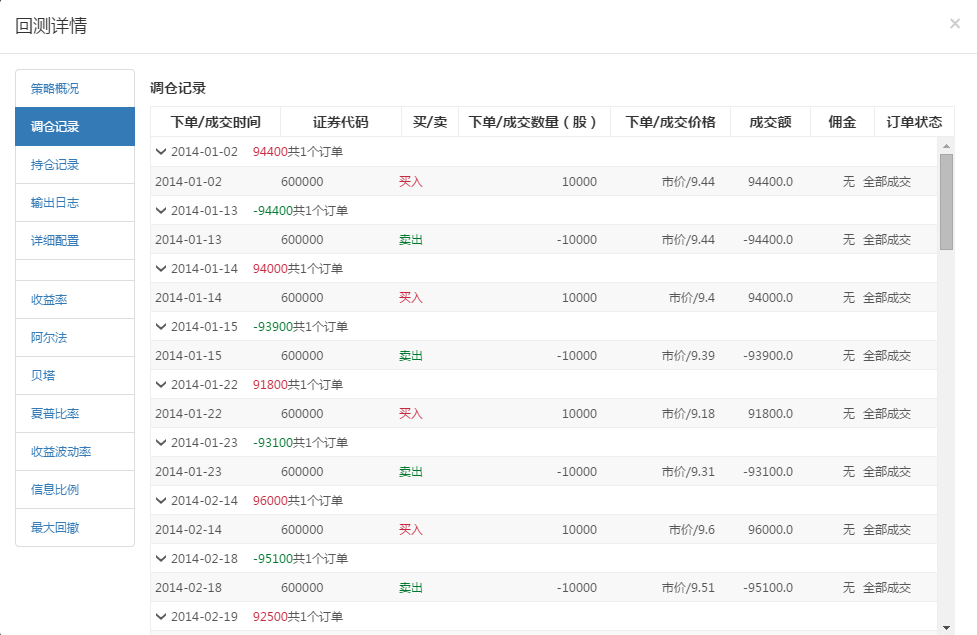 回测详情
×
策略概况
调仓记录
持仓记录
输出日志
详细配置
收益率
阿尔法
贝塔
夏普比率
收益波动率
信息比例
最大回撤
调仓记录
下单/成交时间 证券代码 买/卖 下单/成交数量（股） 下单/成交价格 成交额 佣金 订单状态
2014-01-02 94400共1个订单
2014-01-02 600000 买入 10000 市价/9.44 94400.0 无 全部成交
2014-01-13 -94400共1个订单
2014-01-13 600000 卖出 -10000 市价/9.44 -94400.0 无 全部成交
2014-01-14 94000共1个订单
2014-01-14 600000 买入 10000 市价/9.4 94000.0 无 全部成交
2014-01-15 -93900共1个订单
2014-01-15 600000 卖出 -10000 市价/9.39 -93900.0 无 全部成交
2014-01-22 91800共1个订单
2014-01-22 600000 买入 10000 市价/9.18 91800.0 无 全部成交
2014-01-23 -93100共1个订单
2014-01-23 600000 卖出 -10000 市价/9.31 -93100.0 无 全部成交
2014-02-14 96000共1个订单
2014-02-14 600000 买入 10000 市价/9.6 96000.0 无 全部成交
2014-02-18 -95100共1个订单
2014-02-18 600000 卖出 -10000 市价/9.51 -95100.0 无 全部成交
2014-02-19 92500共1个订单